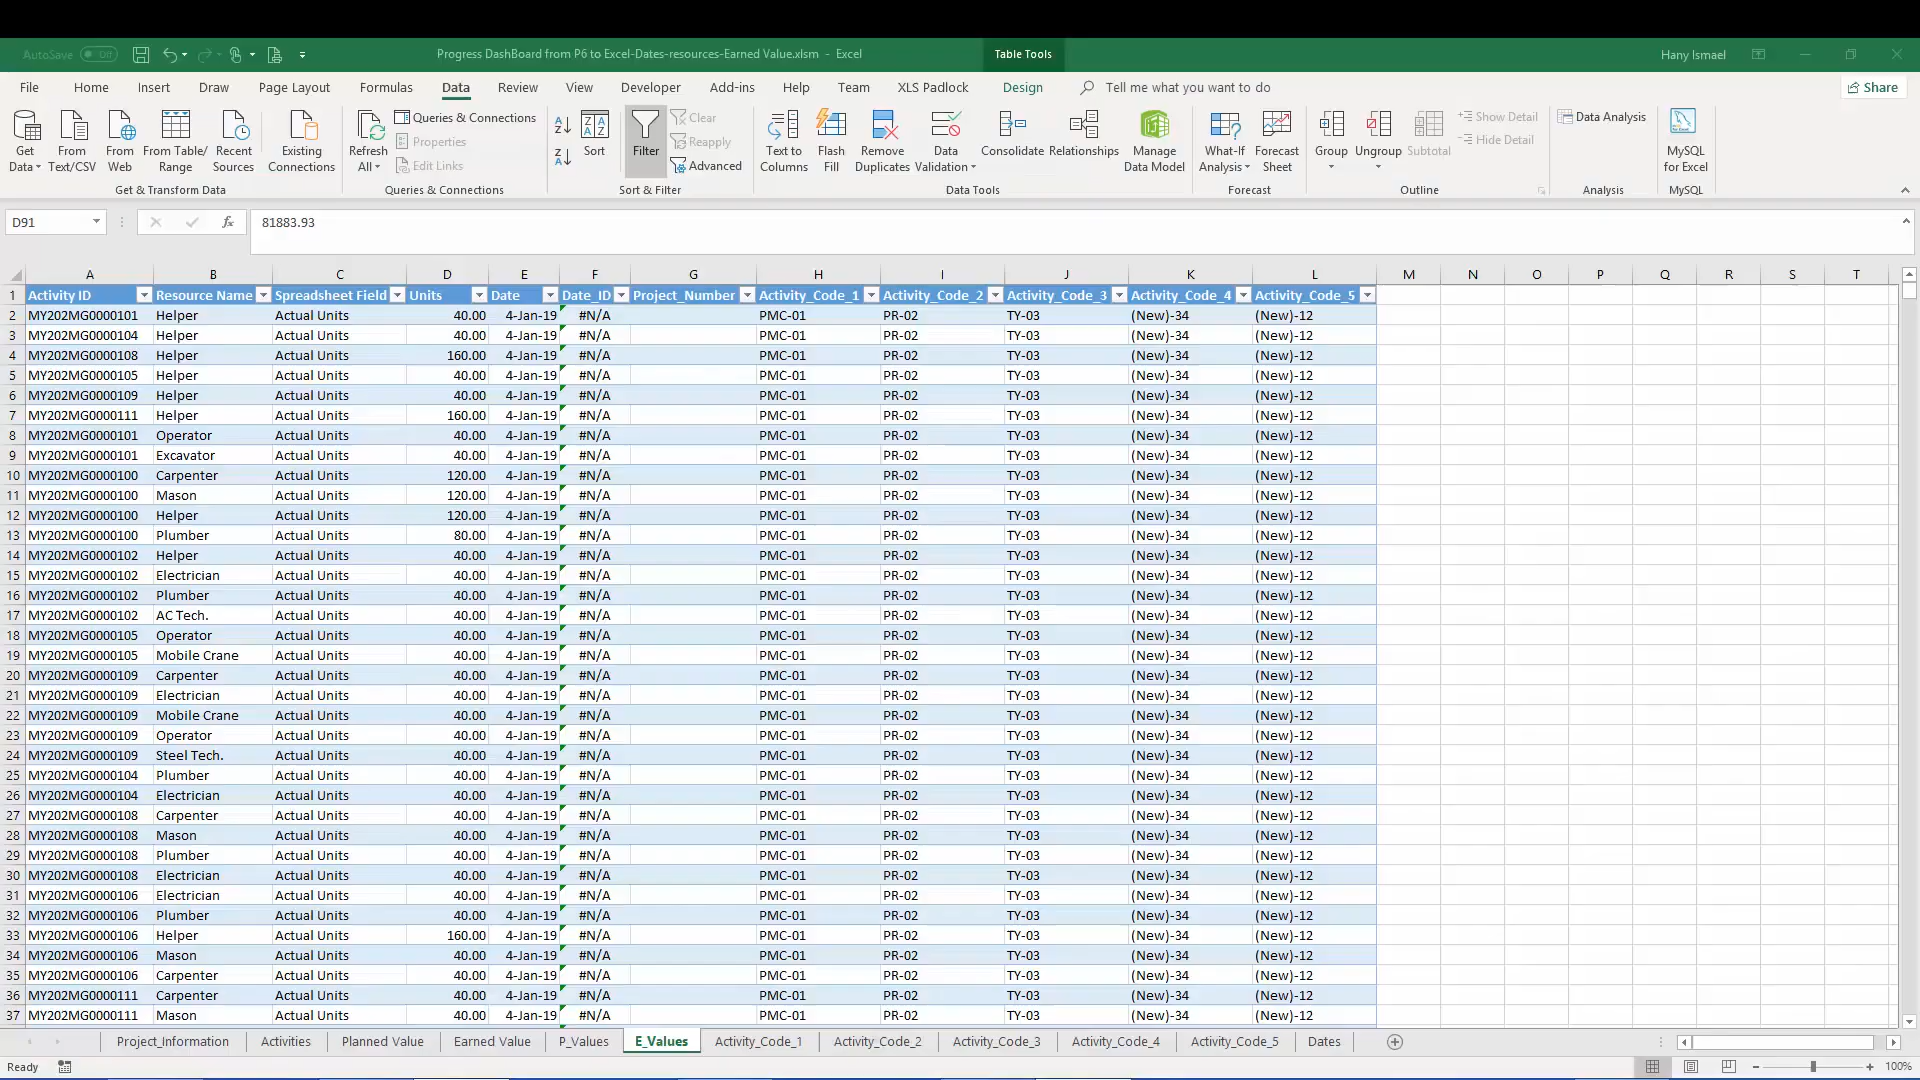 AutoSave Off Progress DashBoard from P6 to Excel-Dates-resources-Earned Value.xlsm - Excel Table Tools Hany Ismael
File Home Insert Draw Page Layout Formulas Data Review View Developer Add-ins Help Team XLS Padlock Design Tell me what you want to do Share
Get Data From Text/CSV From Web From Table/ Range Recent Sources Existing Connections
Get & Transform Data
Refresh All Queries & Connections Properties Edit Links
Queries & Connections
Sort Filter Clear Reapply Advanced
Sort & Filter
Text to Columns Flash Fill Remove Duplicates Data Validation Consolidate Relationships Manage Data Model
Data Tools
What-If Analysis Forecast Sheet
Forecast
Group Ungroup Subtotal Show Detail Hide Detail
Outline
Data Analysis
Analysis
MySQL for Excel
MySQL
D91 fx 81883.93
A B C D E F G H I J K L M N O P Q R S T
1 Activity ID Resource Name Spreadsheet Field Units Date Date_ID Project_Number Activity_Code_1 Activity_Code_2 Activity_Code_3 Activity_Code_4 Activity_Code_5
2 MY202MG0000101 Helper Actual Units 40.00 4-Jan-19 #N/A PMC-01 PR-02 TY-03 (New)-34 (New)-12
3 MY202MG0000104 Helper Actual Units 40.00 4-Jan-19 #N/A PMC-01 PR-02 TY-03 (New)-34 (New)-12
4 MY202MG0000108 Helper Actual Units 160.00 4-Jan-19 #N/A PMC-01 PR-02 TY-03 (New)-34 (New)-12
5 MY202MG0000105 Helper Actual Units 40.00 4-Jan-19 #N/A PMC-01 PR-02 TY-03 (New)-34 (New)-12
6 MY202MG0000109 Helper Actual Units 40.00 4-Jan-19 #N/A PMC-01 PR-02 TY-03 (New)-34 (New)-12
7 MY202MG0000111 Helper Actual Units 160.00 4-Jan-19 #N/A PMC-01 PR-02 TY-03 (New)-34 (New)-12
8 MY202MG0000101 Operator Actual Units 40.00 4-Jan-19 #N/A PMC-01 PR-02 TY-03 (New)-34 (New)-12
9 MY202MG0000101 Excavator Actual Units 40.00 4-Jan-19 #N/A PMC-01 PR-02 TY-03 (New)-34 (New)-12
10 MY202MG0000100 Carpenter Actual Units 120.00 4-Jan-19 #N/A PMC-01 PR-02 TY-03 (New)-34 (New)-12
11 MY202MG0000100 Mason Actual Units 120.00 4-Jan-19 #N/A PMC-01 PR-02 TY-03 (New)-34 (New)-12
12 MY202MG0000100 Helper Actual Units 120.00 4-Jan-19 #N/A PMC-01 PR-02 TY-03 (New)-34 (New)-12
13 MY202MG0000100 Plumber Actual Units 80.00 4-Jan-19 #N/A PMC-01 PR-02 TY-03 (New)-34 (New)-12
14 MY202MG0000102 Helper Actual Units 40.00 4-Jan-19 #N/A PMC-01 PR-02 TY-03 (New)-34 (New)-12
15 MY202MG0000102 Electrician Actual Units 40.00 4-Jan-19 #N/A PMC-01 PR-02 TY-03 (New)-34 (New)-12
16 MY202MG0000102 Plumber Actual Units 40.00 4-Jan-19 #N/A PMC-01 PR-02 TY-03 (New)-34 (New)-12
17 MY202MG0000102 AC Tech. Actual Units 40.00 4-Jan-19 #N/A PMC-01 PR-02 TY-03 (New)-34 (New)-12
18 MY202MG0000105 Operator Actual Units 40.00 4-Jan-19 #N/A PMC-01 PR-02 TY-03 (New)-34 (New)-12
19 MY202MG0000105 Mobile Crane Actual Units 40.00 4-Jan-19 #N/A PMC-01 PR-02 TY-03 (New)-34 (New)-12
20 MY202MG0000109 Carpenter Actual Units 40.00 4-Jan-19 #N/A PMC-01 PR-02 TY-03 (New)-34 (New)-12
21 MY202MG0000109 Electrician Actual Units 40.00 4-Jan-19 #N/A PMC-01 PR-02 TY-03 (New)-34 (New)-12
22 MY202MG0000109 Mobile Crane Actual Units 40.00 4-Jan-19 #N/A PMC-01 PR-02 TY-03 (New)-34 (New)-12
23 MY202MG0000109 Operator Actual Units 40.00 4-Jan-19 #N/A PMC-01 PR-02 TY-03 (New)-34 (New)-12
24 MY202MG0000109 Steel Tech. Actual Units 40.00 4-Jan-19 #N/A PMC-01 PR-02 TY-03 (New)-34 (New)-12
25 MY202MG0000104 Plumber Actual Units 40.00 4-Jan-19 #N/A PMC-01 PR-02 TY-03 (New)-34 (New)-12
26 MY202MG0000104 Electrician Actual Units 40.00 4-Jan-19 #N/A PMC-01 PR-02 TY-03 (New)-34 (New)-12
27 MY202MG0000108 Carpenter Actual Units 40.00 4-Jan-19 #N/A PMC-01 PR-02 TY-03 (New)-34 (New)-12
28 MY202MG0000108 Mason Actual Units 40.00 4-Jan-19 #N/A PMC-01 PR-02 TY-03 (New)-34 (New)-12
29 MY202MG0000108 Plumber Actual Units 40.00 4-Jan-19 #N/A PMC-01 PR-02 TY-03 (New)-34 (New)-12
30 MY202MG0000108 Electrician Actual Units 40.00 4-Jan-19 #N/A PMC-01 PR-02 TY-03 (New)-34 (New)-12
31 MY202MG0000106 Electrician Actual Units 40.00 4-Jan-19 #N/A PMC-01 PR-02 TY-03 (New)-34 (New)-12
32 MY202MG0000106 Plumber Actual Units 40.00 4-Jan-19 #N/A PMC-01 PR-02 TY-03 (New)-34 (New)-12
33 MY202MG0000106 Helper Actual Units 160.00 4-Jan-19 #N/A PMC-01 PR-02 TY-03 (New)-34 (New)-12
34 MY202MG0000106 Mason Actual Units 40.00 4-Jan-19 #N/A PMC-01 PR-02 TY-03 (New)-34 (New)-12
35 MY202MG0000106 Carpenter Actual Units 40.00 4-Jan-19 #N/A PMC-01 PR-02 TY-03 (New)-34 (New)-12
36 MY202MG0000111 Carpenter Actual Units 40.00 4-Jan-19 #N/A PMC-01 PR-02 TY-03 (New)-34 (New)-12
37 MY202MG0000111 Mason Actual Units 40.00 4-Jan-19 #N/A PMC-01 PR-02 TY-03 (New)-34 (New)-12
Project_Information Activities Planned Value Earned Value P_Values E_Values Activity_Code_1 Activity_Code_2 Activity_Code_3 Activity_Code_4 Activity_Code_5 Dates
Ready 100%